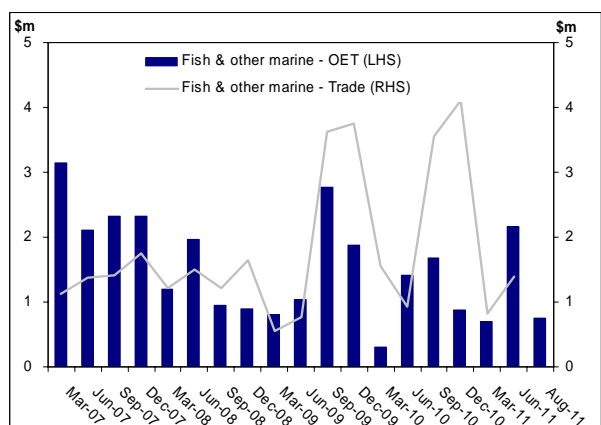 $m
$m
5
5
Fish & other marine - OET (LHS)
Fish & other marine - Trade (RHS)
4
4
3
3
2
2
1
1
0
0
Mar-07
Jun-07
Sep-07
Dec-07
Mar-08
Jun-08
Sep-08
Dec-08
Mar-09
Jun-09
Sep-09
Dec-09
Mar-10
Jun-10
Sep-10
Dec-10
Mar-11
Jun-11
Aug-11